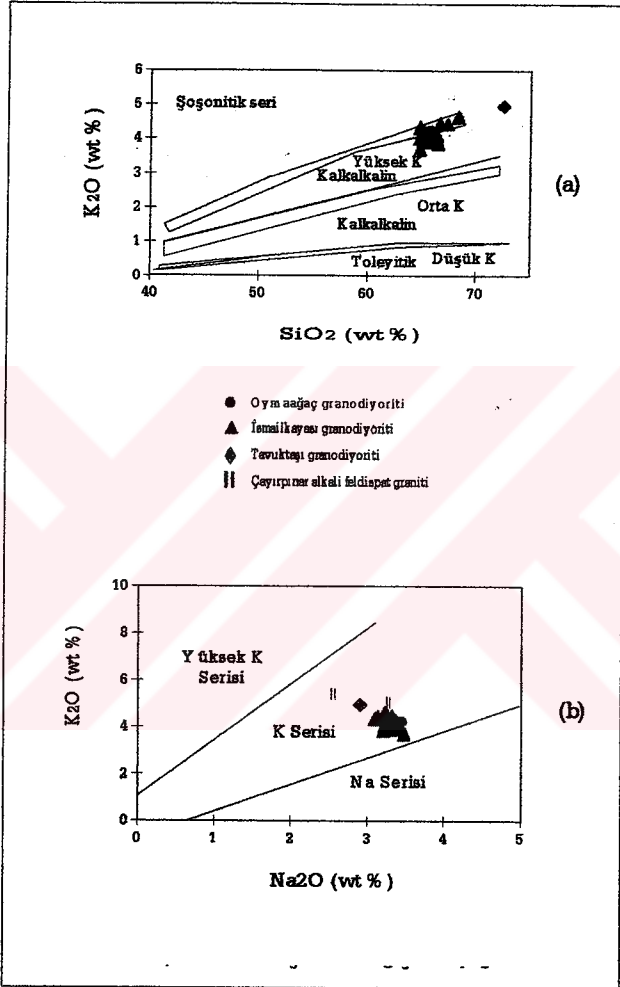 6
5
4
3
2
1
0
K2O (wt %)
Şoşonitik seri
Yüksek K
Kalkalkalin
Orta K
Kalkalkalin
Toleyitik
Düşük K
40
50
60
70
SiO2 (wt %)
(a)
Oymaağaç granodiyoriti
İsmailkayası granodiyoriti
Tavuktaşı granodiyoriti
Çayırpınar alkali feldispat graniti
10
8
6
4
2
0
K2O (wt %)
Yüksek K
Serisi
K Serisi
Na Serisi
0
1
2
3
4
5
Na2O (wt %)
(b)